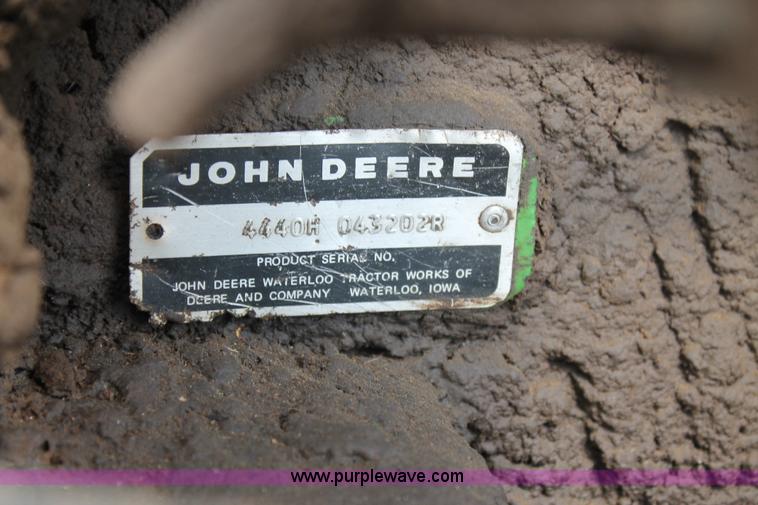 JOHN DEERE
4440H 043202R
PRODUCT SERIAL NO.
JOHN DEERE WATERLOO TRACTOR WORKS OF
DEERE AND COMPANY WATERLOO, IOWA
www.purplewave.com